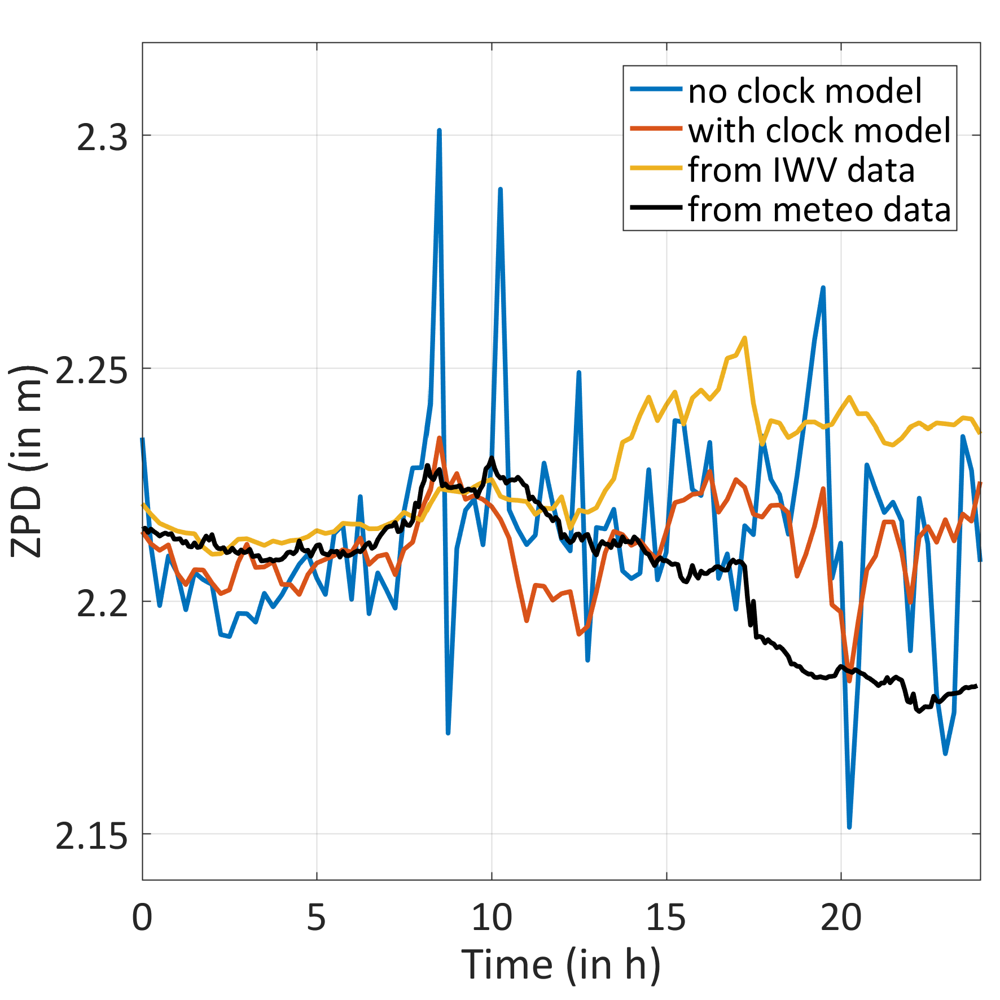 no clock model
with clock model
from IWV data
from meteo data
2.3
2.25
2.2
2.15
ZPD (in m)
0 5 10 15 20
Time (in h)